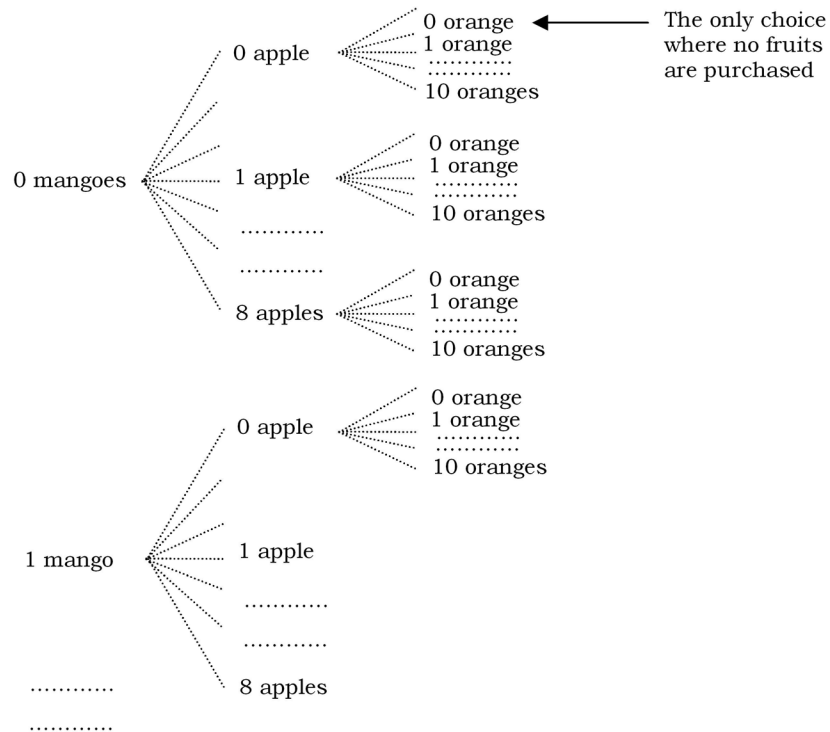 0 mangoes
0 apple
0 orange
1 orange
............
............
10 oranges
The only choice
where no fruits
are purchased
1 apple
0 orange
1 orange
............
............
10 oranges
............
............
8 apples
0 orange
1 orange
............
............
10 oranges
1 mango
0 apple
0 orange
1 orange
............
............
10 oranges
1 apple
............
............
8 apples
............
............